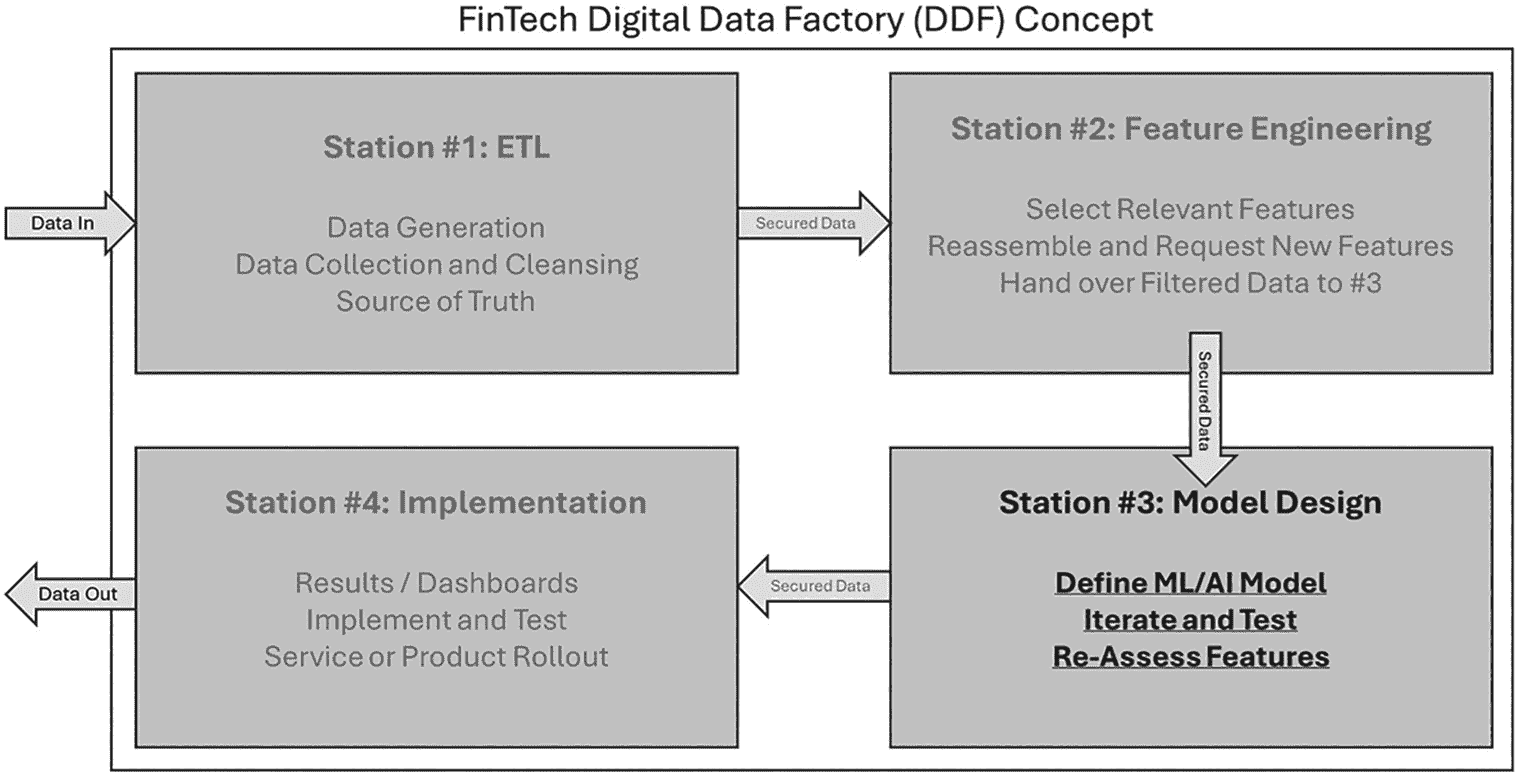 FinTech Digital Data Factory (DDF) Concept
Station #1: ETL
Data Generation
Data Collection and Cleansing
Source of Truth
Data In
Secured Data
Station #2: Feature Engineering
Select Relevant Features
Reassemble and Request New Features
Hand over Filtered Data to #3
Secured Data
Station #3: Model Design
Define ML/AI Model
Iterate and Test
Re-Assess Features
Secured Data
Station #4: Implementation
Results / Dashboards
Implement and Test
Service or Product Rollout
Data Out